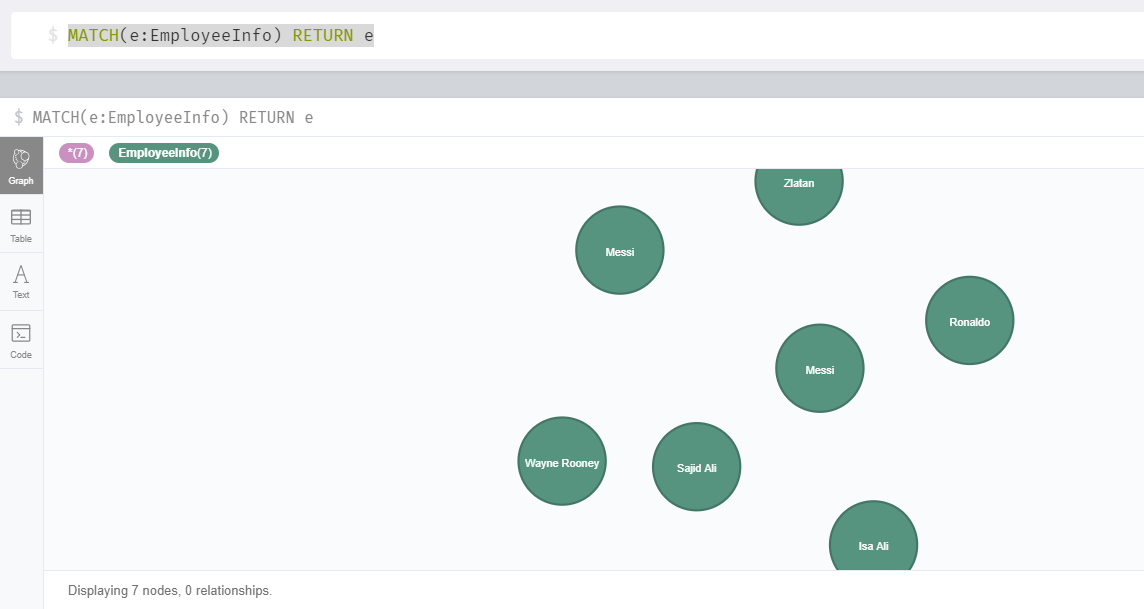 $ MATCH(e:EmployeeInfo) RETURN e
$ MATCH(e:EmployeeInfo) RETURN e
*(7) EmployeeInfo(7)
Graph
Table
Text
Code
Zlatan
Messi
Ronaldo
Messi
Wayne Rooney
Sajid Ali
Isa Ali
Displaying 7 nodes, 0 relationships.